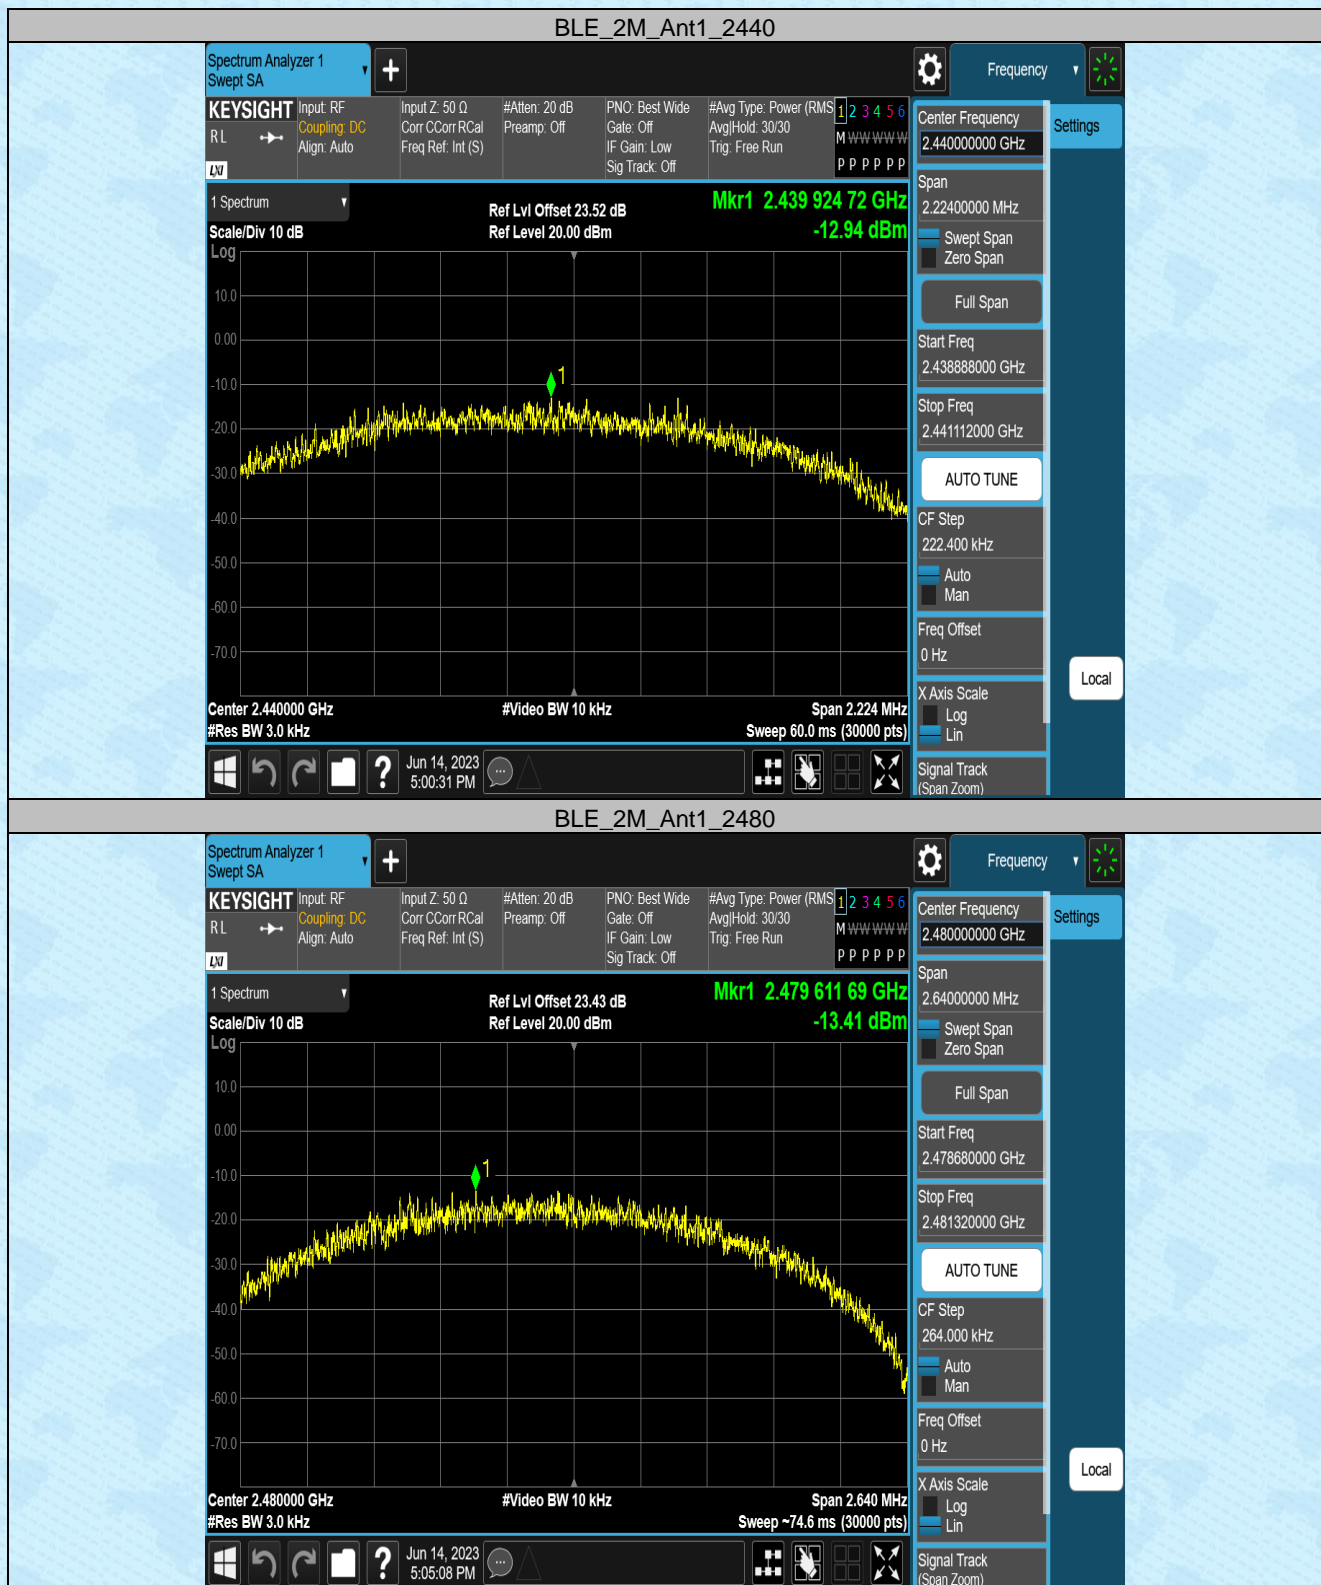 BLE_2M_Ant1_2440
Spectrum Analyzer 1
Swept SA
Frequency
KEYSIGHT
RL
LXI
Input: RF
Coupling: DC
Align: Auto
Input Z: 50 Ω
Corr CCorr RCal
Freq Ref: Int (S)
#Atten: 20 dB
Preamp: Off
PNO: Best Wide
Gate: Off
IF Gain: Low
Sig Track: Off
#Avg Type: Power (RMS
Avg|Hold: 30/30
Trig: Free Run
1 2 3 4 5 6
M W W W W W
P P P P P P
1 Spectrum
Scale/Div 10 dB
Log
Ref Lvl Offset 23.52 dB
Ref Level 20.00 dBm
Mkr1 2.439 924 72 GHz
-12.94 dBm
10.0
0.00
-10.0
-20.0
-30.0
-40.0
-50.0
-60.0
-70.0
1
Center 2.440000 GHz
#Res BW 3.0 kHz
#Video BW 10 kHz
Span 2.224 MHz
Sweep 60.0 ms (30000 pts)
Jun 14, 2023
5:00:31 PM
Center Frequency
2.440000000 GHz
Settings
Span
2.22400000 MHz
Swept Span
Zero Span
Full Span
Start Freq
2.438888000 GHz
Stop Freq
2.441112000 GHz
AUTO TUNE
CF Step
222.400 kHz
Auto
Man
Freq Offset
0 Hz
X Axis Scale
Log
Lin
Local
Signal Track
(Span Zoom)
BLE_2M_Ant1_2480
Spectrum Analyzer 1
Swept SA
Frequency
KEYSIGHT
RL
LXI
Input: RF
Coupling: DC
Align: Auto
Input Z: 50 Ω
Corr CCorr RCal
Freq Ref: Int (S)
#Atten: 20 dB
Preamp: Off
PNO: Best Wide
Gate: Off
IF Gain: Low
Sig Track: Off
#Avg Type: Power (RMS
Avg|Hold: 30/30
Trig: Free Run
1 2 3 4 5 6
M W W W W W
P P P P P P
1 Spectrum
Scale/Div 10 dB
Log
Ref Lvl Offset 23.43 dB
Ref Level 20.00 dBm
Mkr1 2.479 611 69 GHz
-13.41 dBm
10.0
0.00
-10.0
-20.0
-30.0
-40.0
-50.0
-60.0
-70.0
1
Center 2.480000 GHz
#Res BW 3.0 kHz
#Video BW 10 kHz
Span 2.640 MHz
Sweep ~74.6 ms (30000 pts)
Jun 14, 2023
5:05:08 PM
Center Frequency
2.480000000 GHz
Settings
Span
2.64000000 MHz
Swept Span
Zero Span
Full Span
Start Freq
2.478680000 GHz
Stop Freq
2.481320000 GHz
AUTO TUNE
CF Step
264.000 kHz
Auto
Man
Freq Offset
0 Hz
X Axis Scale
Log
Lin
Local
Signal Track
(Span Zoom)